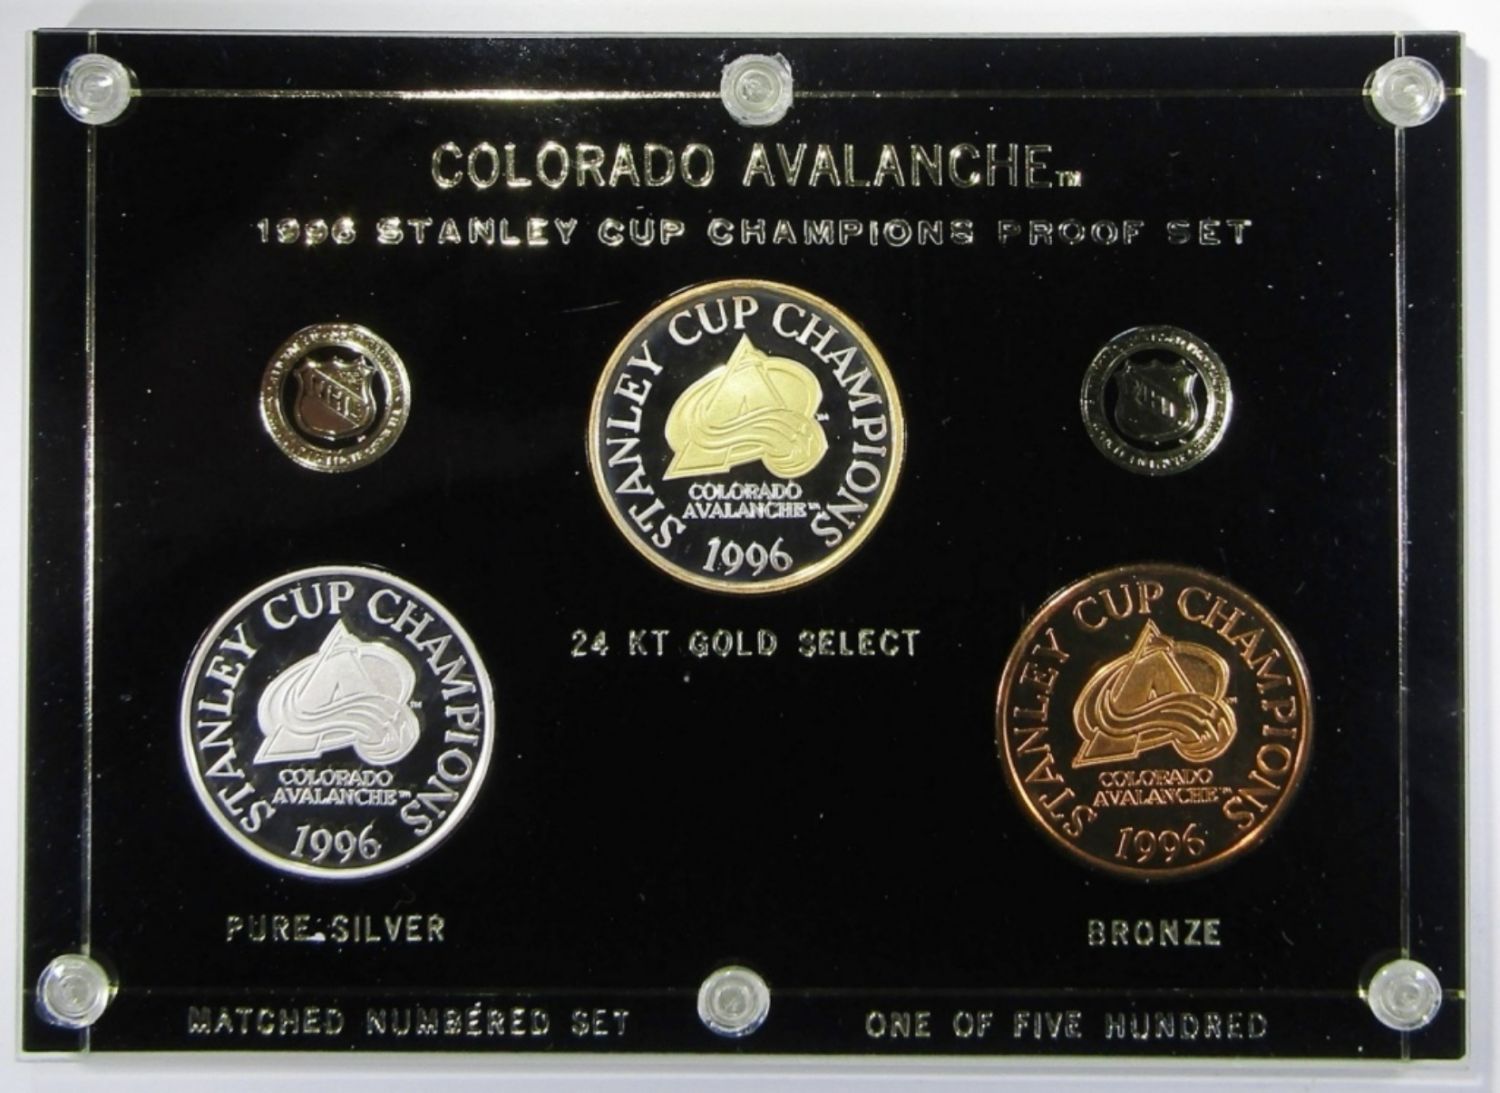 COLORADO AVALANCHE™
1996 STANLEY CUP CHAMPIONS PROOF SET
NHL
STANLEY CUP CHAMPIONS
COLORADO
AVALANCHE™
1996
NHL
24 KT GOLD SELECT
STANLEY CUP CHAMPIONS
COLORADO
AVALANCHE™
1996
STANLEY CUP CHAMPIONS
COLORADO
AVALANCHE™
1996
PURE SILVER
BRONZE
MATCHED NUMBERED SET
ONE OF FIVE HUNDRED